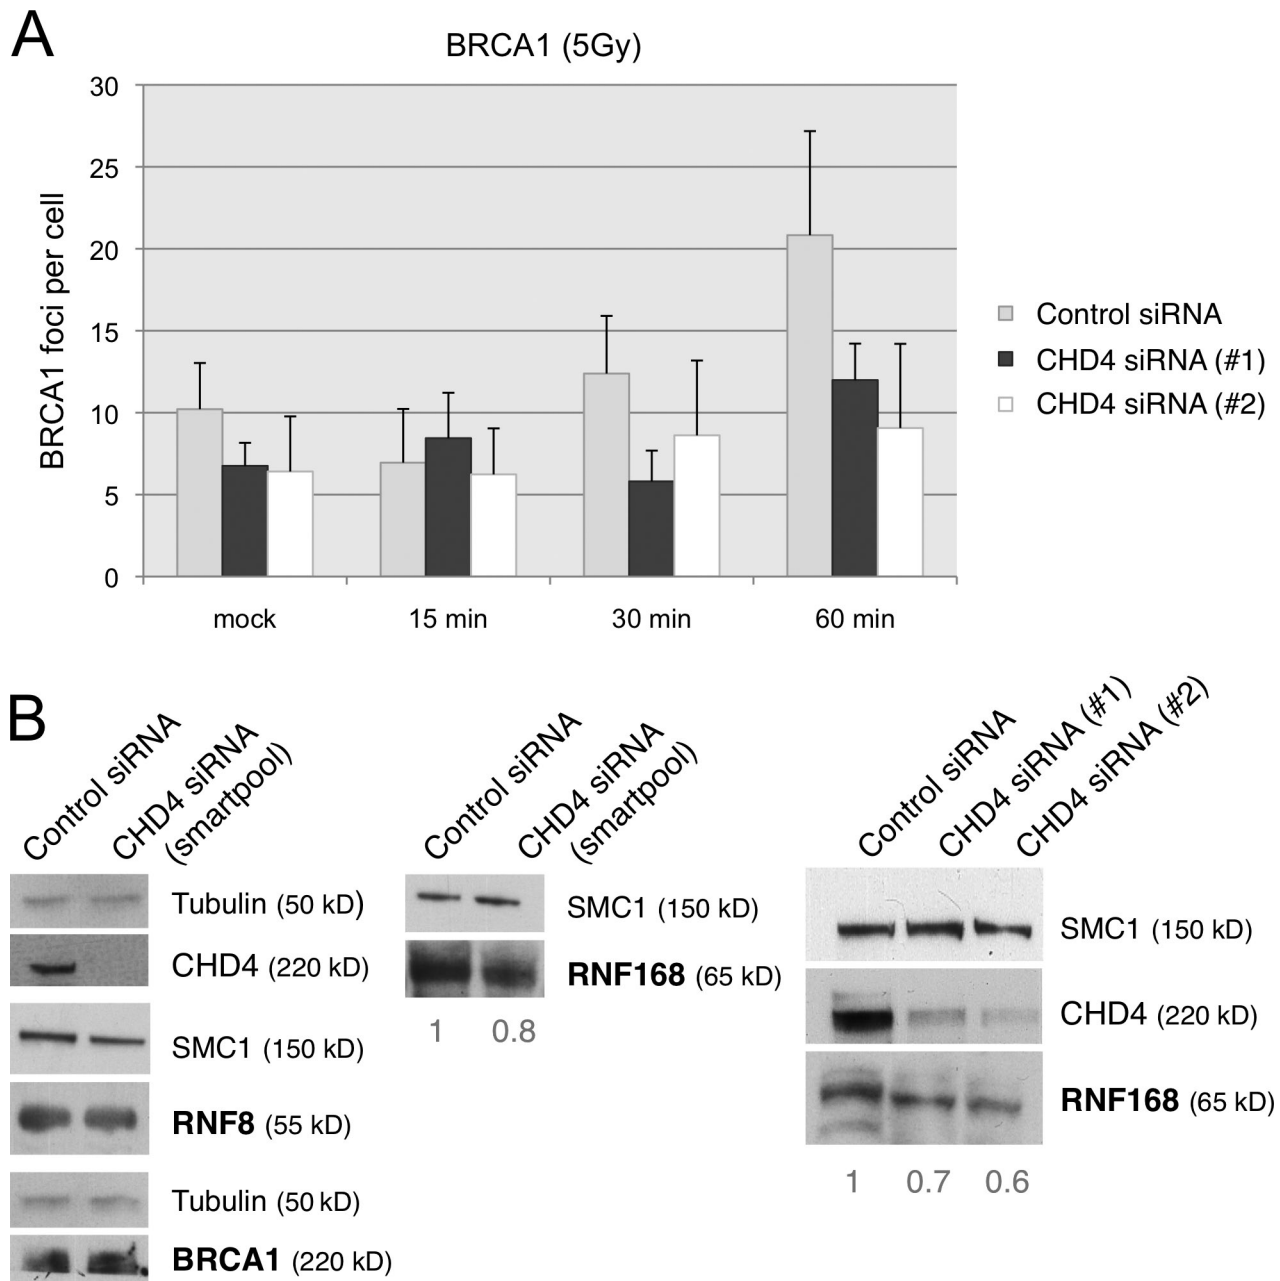 A
BRCA1 (5Gy)
BRCA1 foci per cell
30
25
20
15
10
5
0
mock
15 min
30 min
60 min
Control siRNA
CHD4 siRNA (#1)
CHD4 siRNA (#2)
B
Control siRNA
CHD4 siRNA
(smartpool)
Tubulin (50 kD)
CHD4 (220 kD)
SMC1 (150 kD)
RNF8 (55 kD)
Tubulin (50 kD)
BRCA1 (220 kD)
Control siRNA
CHD4 siRNA
(smartpool)
SMC1 (150 kD)
RNF168 (65 kD)
1 0.8
Control siRNA
CHD4 siRNA (#1)
CHD4 siRNA (#2)
SMC1 (150 kD)
CHD4 (220 kD)
RNF168 (65 kD)
1 0.7 0.6